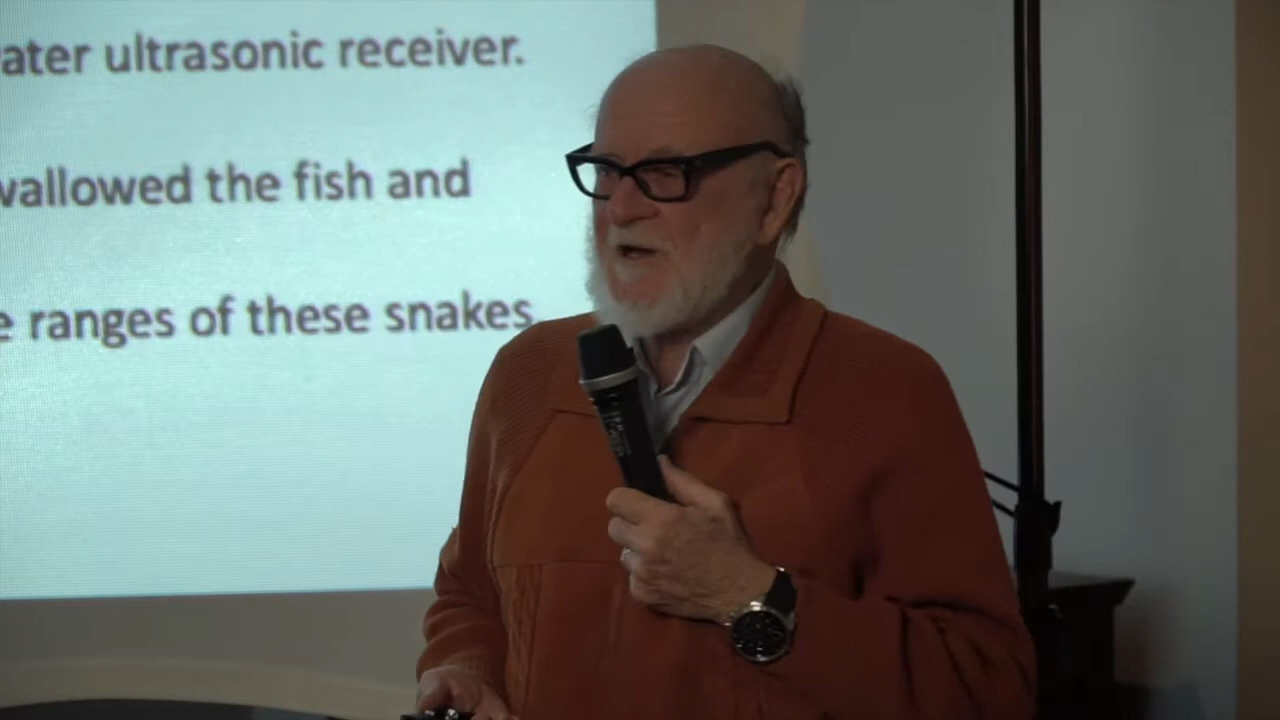 ater ultrasonic receiver.
wallowed the fish and
e ranges of these snakes